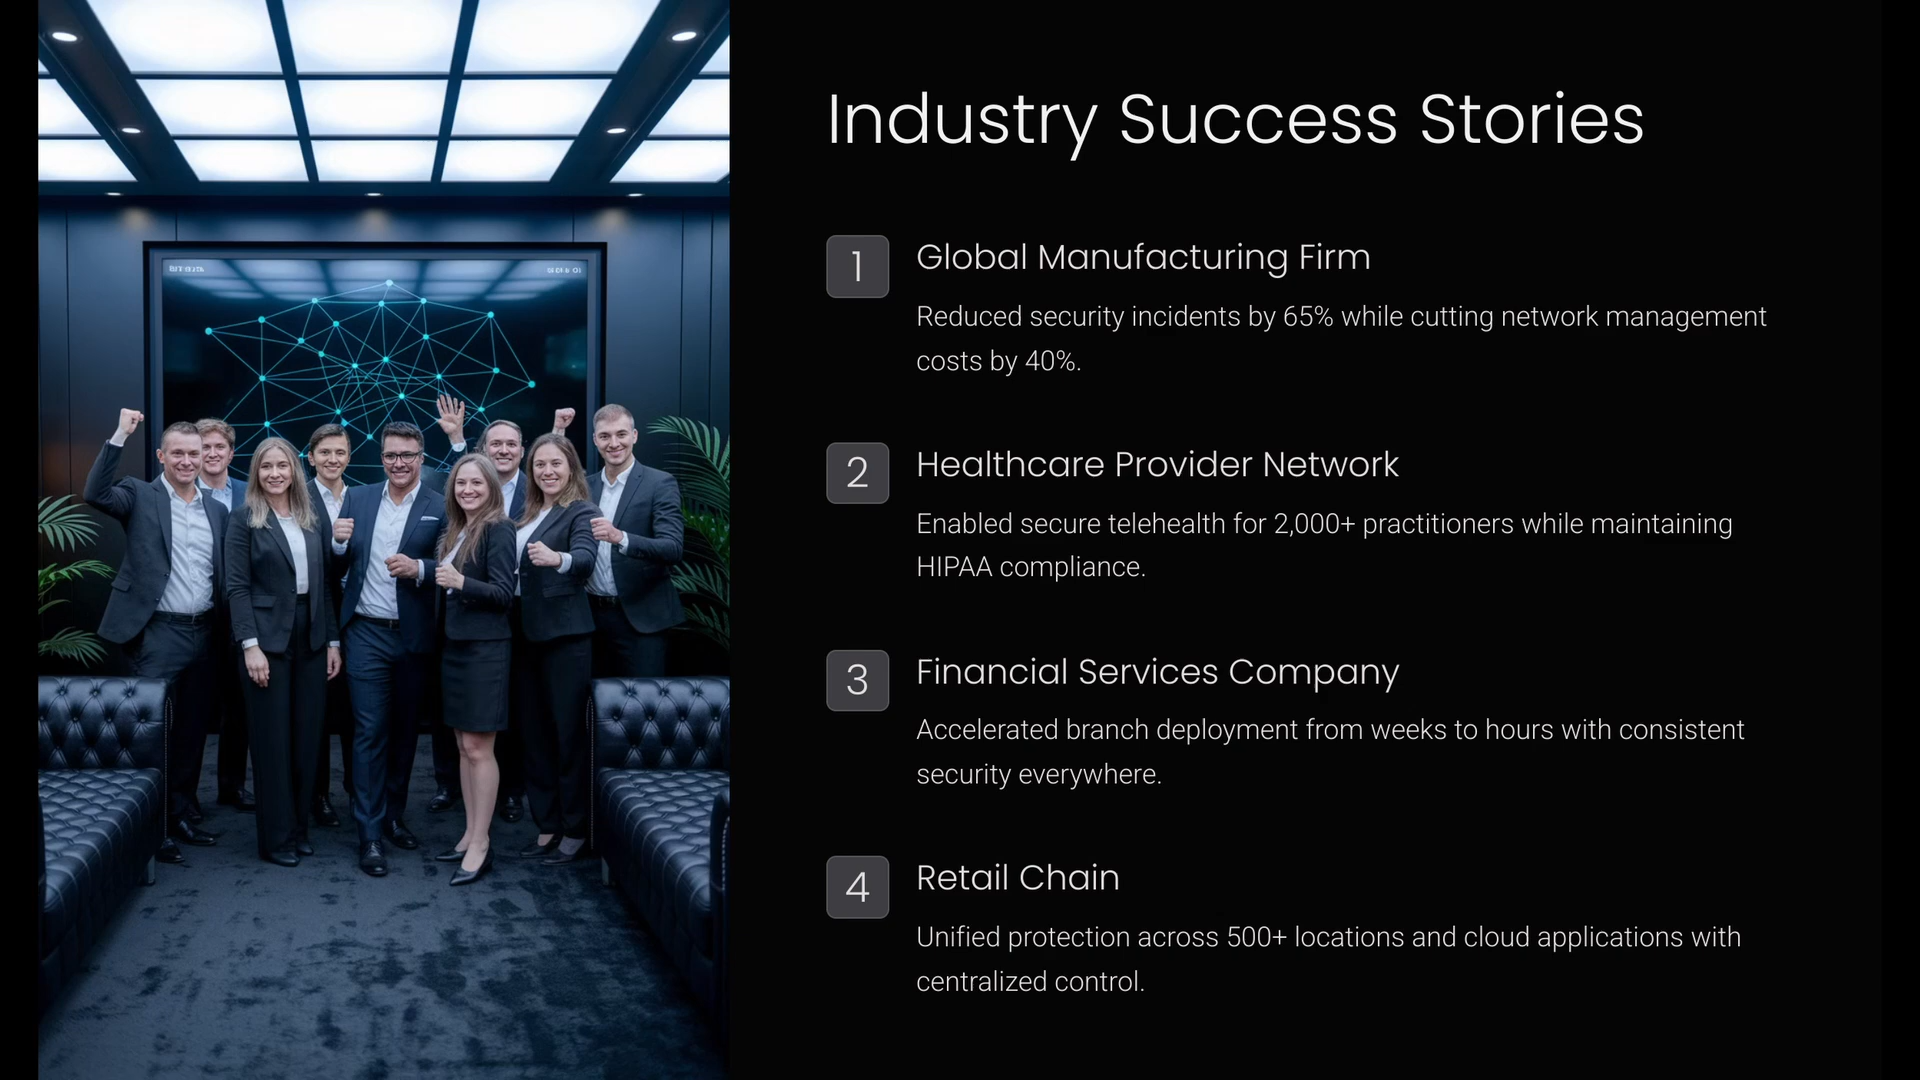 Industry Success Stories
1
Global Manufacturing Firm
Reduced security incidents by 65% while cutting network management
costs by 40%.
2
Healthcare Provider Network
Enabled secure telehealth for 2,000+ practitioners while maintaining
HIPAA compliance.
3
Financial Services Company
Accelerated branch deployment from weeks to hours with consistent
security everywhere.
4
Retail Chain
Unified protection across 500+ locations and cloud applications with
centralized control.